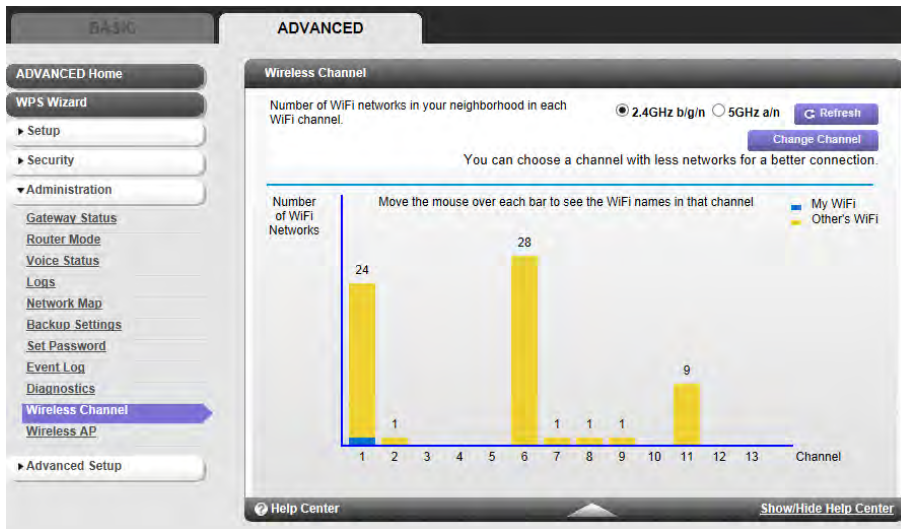 BASIC
ADVANCED
ADVANCED Home
WPS Wizard
Setup
Security
Administration
Gateway Status
Router Mode
Voice Status
Logs
Network Map
Backup Settings
Set Password
Event Log
Diagnostics
Wireless Channel
Wireless AP
Advanced Setup
Wireless Channel
Number of WiFi networks in your neighborhood in each
WiFi channel.
2.4GHz b/g/n 5GHz a/n Refresh
Change Channel
You can choose a channel with less networks for a better connection.
Number
of WiFi
Networks
Move the mouse over each bar to see the WiFi names in that channel
My WiFi
Other's WiFi
24 1 28 1 1 1 9
1 2 3 4 5 6 7 8 9 10 11 12 13 Channel
Help Center
Show/Hide Help Center